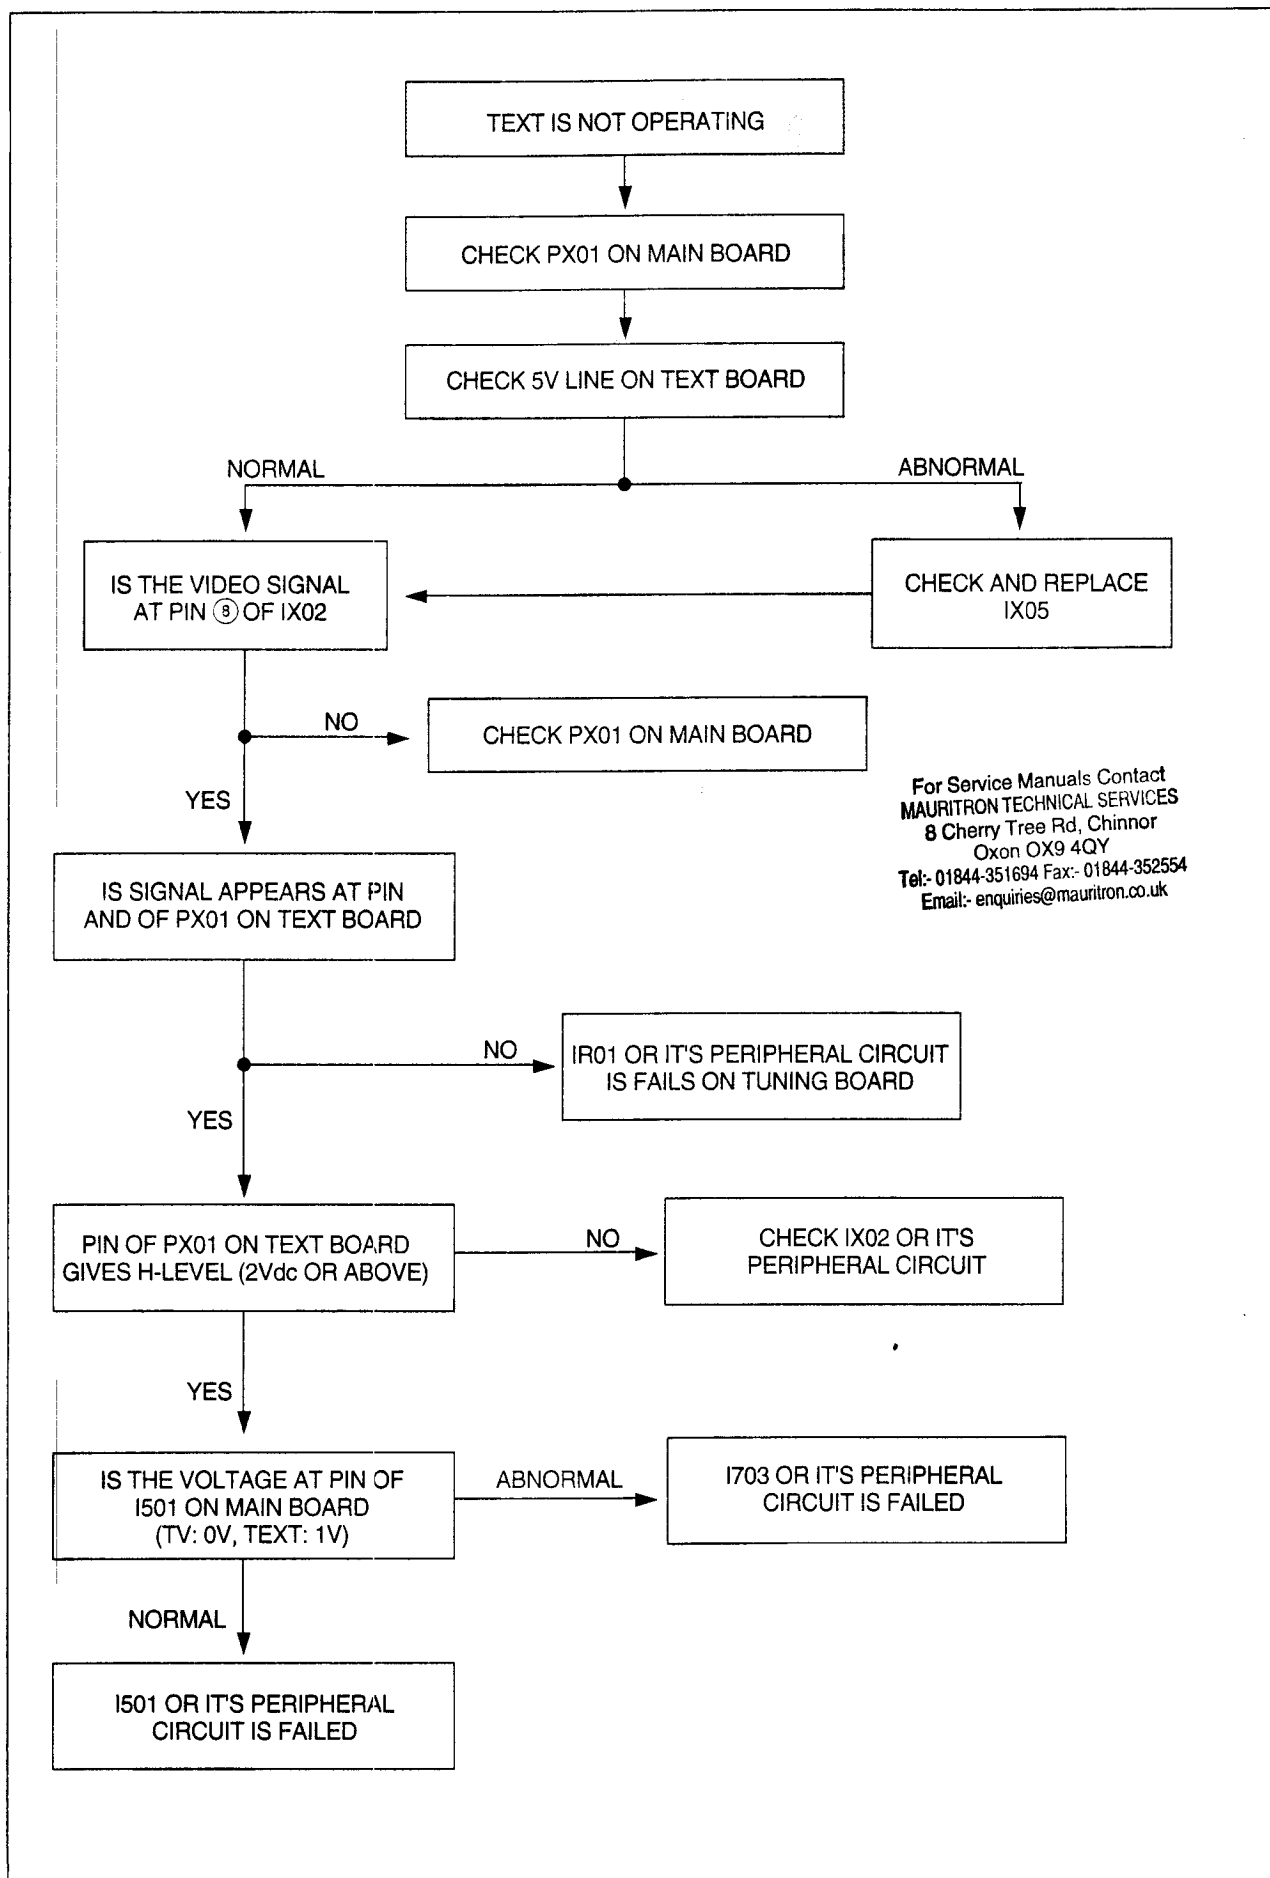 TEXT IS NOT OPERATING
CHECK PX01 ON MAIN BOARD
CHECK 5V LINE ON TEXT BOARD
NORMAL
ABNORMAL
IS THE VIDEO SIGNAL
AT PIN ⑧ OF IX02
CHECK AND REPLACE
IX05
NO
CHECK PX01 ON MAIN BOARD
YES
For Service Manuals Contact
MAURITRON TECHNICAL SERVICES
8 Cherry Tree Rd, Chinnor
Oxon OX9 4QY
Tel:- 01844-351694 Fax:- 01844-352554
Email:- enquiries@mauritron.co.uk
IS SIGNAL APPEARS AT PIN
AND OF PX01 ON TEXT BOARD
NO
IR01 OR IT'S PERIPHERAL CIRCUIT
IS FAILS ON TUNING BOARD
YES
PIN OF PX01 ON TEXT BOARD
GIVES H-LEVEL (2Vdc OR ABOVE)
NO
CHECK IX02 OR IT'S
PERIPHERAL CIRCUIT
YES
IS THE VOLTAGE AT PIN OF
I501 ON MAIN BOARD
(TV: 0V, TEXT: 1V)
ABNORMAL
I703 OR IT'S PERIPHERAL
CIRCUIT IS FAILED
NORMAL
I501 OR IT'S PERIPHERAL
CIRCUIT IS FAILED